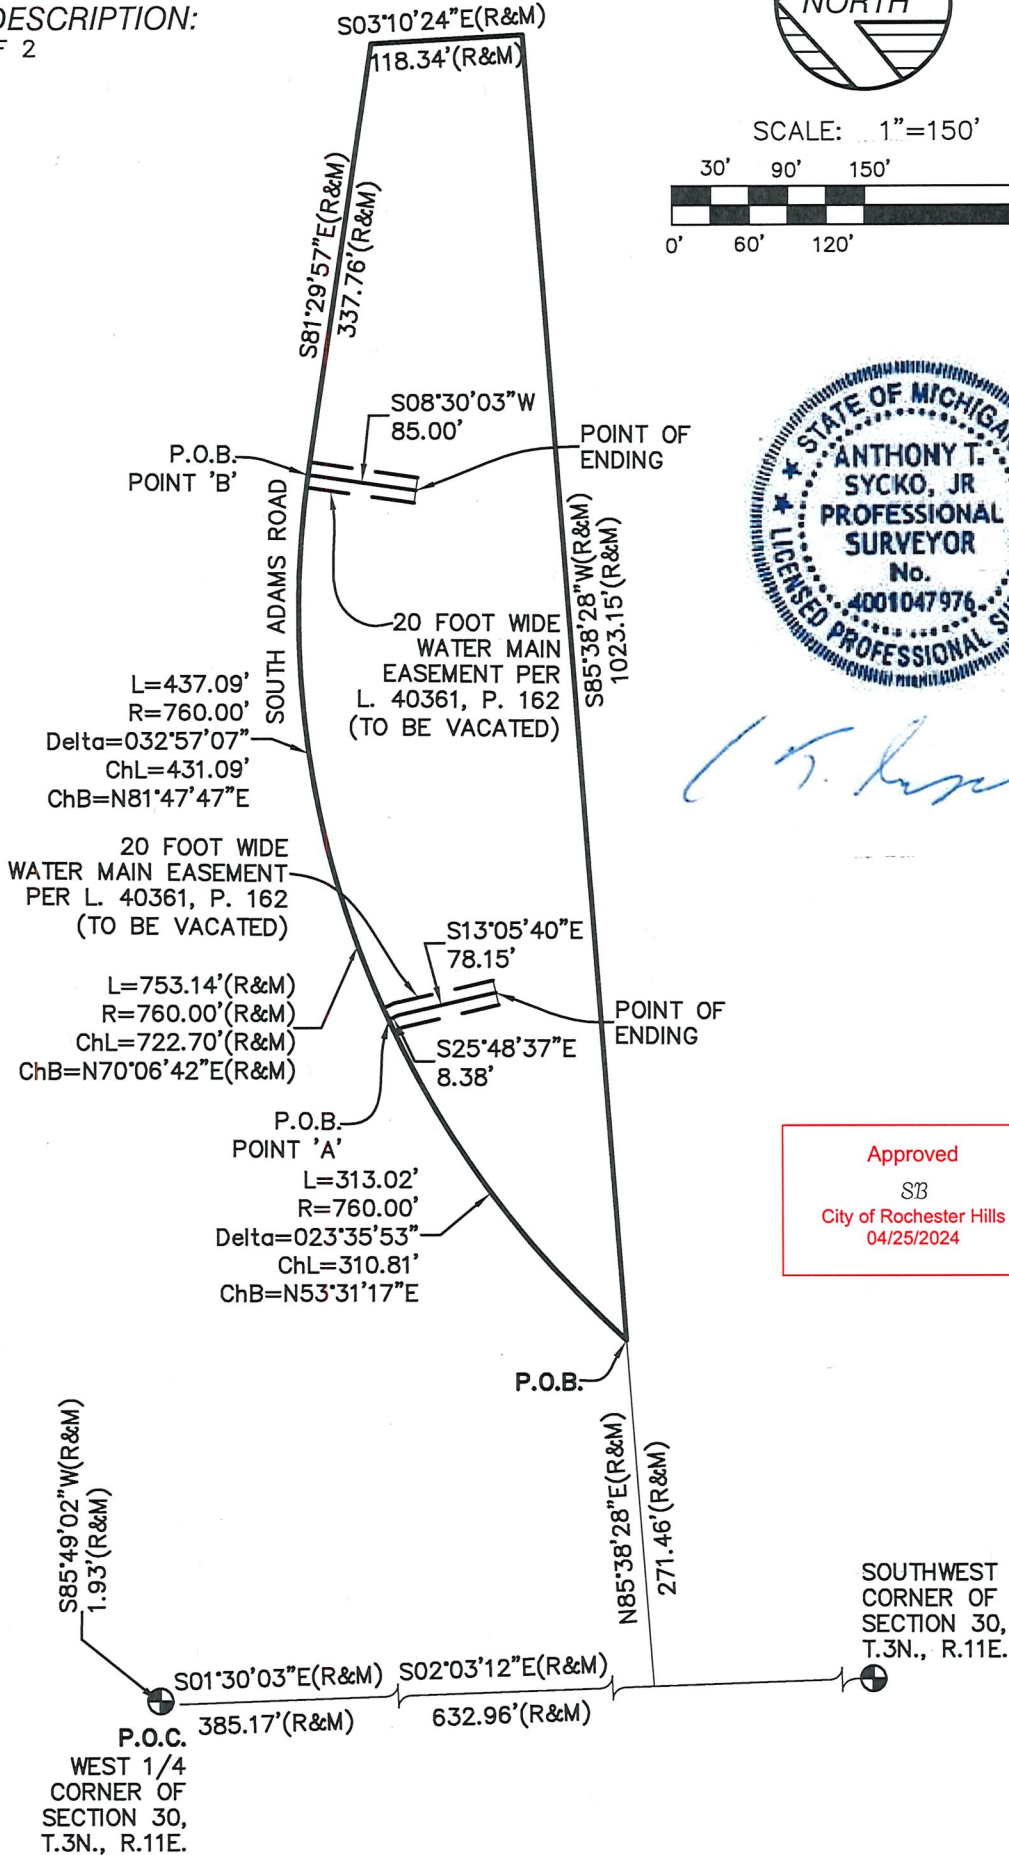 DESCRIPTION:
F 2
NORTH
S03°10'24"E(R&M)
118.34'(R&M)
SCALE: 1"=150'
30' 90' 150'
0' 60' 120'
S81°29'57"E(R&M)
337.76'(R&M)
S08°30'03"W
85.00'
P.O.B.
POINT 'B'
POINT OF
ENDING
SOUTH ADAMS ROAD
S85°38'28"W(R&M)
1023.15'(R&M)
STATE OF MICHIGAN
ANTHONY T.
SYCKO, JR
PROFESSIONAL
SURVEYOR
No.
4001047976
LICENSED PROFESSIONAL
20 FOOT WIDE
WATER MAIN
EASEMENT PER
L. 40361, P. 162
(TO BE VACATED)
L=437.09'
R=760.00'
Delta=032°57'07"
ChL=431.09'
ChB=N81°47'47"E
20 FOOT WIDE
WATER MAIN EASEMENT
PER L. 40361, P. 162
(TO BE VACATED)
S13°05'40"E
78.15'
L=753.14'(R&M)
R=760.00'(R&M)
ChL=722.70'(R&M)
ChB=N70°06'42"E(R&M)
POINT OF
ENDING
S25°48'37"E
8.38'
P.O.B.
POINT 'A'
L=313.02'
R=760.00'
Delta=023°35'53"
ChL=310.81'
ChB=N53°31'17"E
Approved
SB
City of Rochester Hills
04/25/2024
P.O.B.
N85°38'28"E(R&M)
271.46'(R&M)
S85°49'02"W(R&M)
1.93'(R&M)
SOUTHWEST
CORNER OF
SECTION 30,
T.3N., R.11E.
S01°30'03"E(R&M) S02°03'12"E(R&M)
385.17'(R&M) 632.96'(R&M)
P.O.C.
WEST 1/4
CORNER OF
SECTION 30,
T.3N., R.11E.